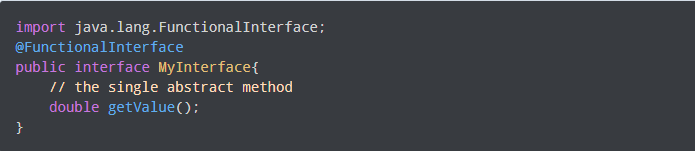 import java.lang.FunctionalInterface;
@FunctionalInterface
public interface MyInterface{
    // the single abstract method
    double getValue();
}